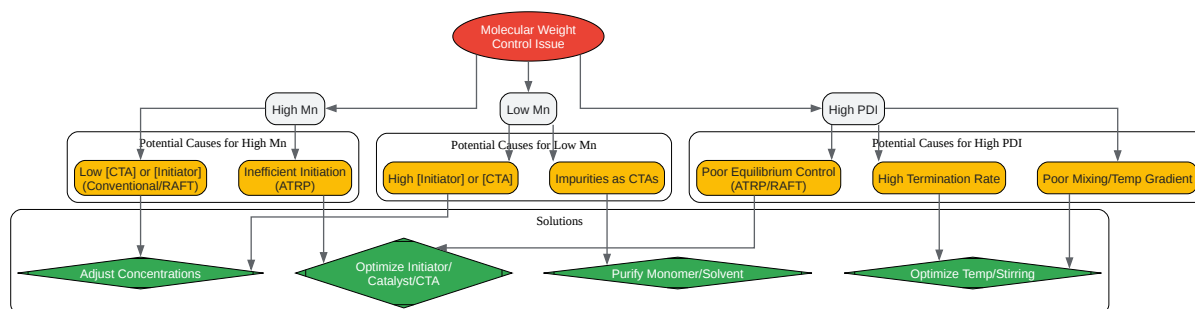 Molecular Weight
Control Issue
High Mn
Low Mn
High PDI
Potential Causes for High Mn
Potential Causes for Low Mn
Potential Causes for High PDI
Low [CTA] or [Initiator]
(Conventional/RAFT)
Inefficient Initiation
(ATRP)
High [Initiator] or [CTA]
Impurities as CTAs
Poor Equilibrium Control
(ATRP/RAFT)
High Termination Rate
Poor Mixing/Temp Gradient
Solutions
Adjust Concentrations
Optimize Initiator/
Catalyst/CTA
Purify Monomer/Solvent
Optimize Temp/Stirring